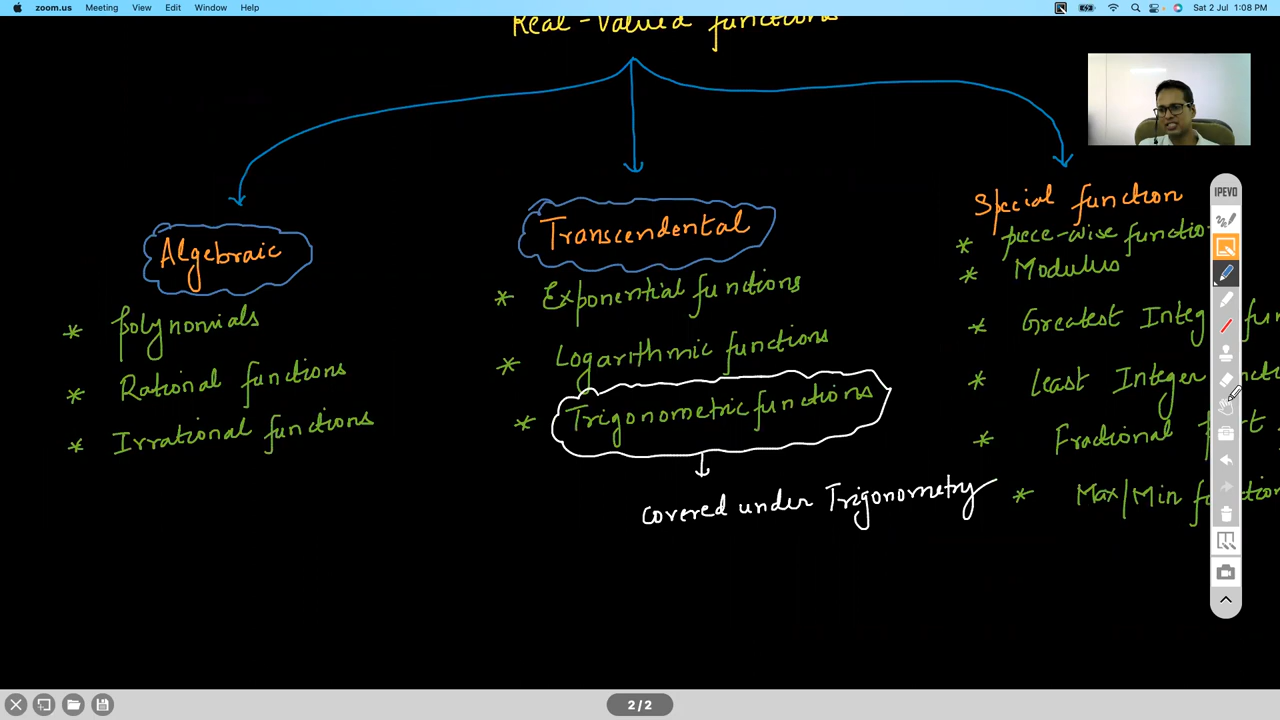 zoom.us Meeting View Edit Window Help
Sat 2 Jul 1:08 PM
Real-Valued functions
Algebraic
* polynomials
* Rational functions
* Irrational functions
Transcendental
* Exponential functions
* Logarithmic functions
* Trigonometric functions
covered under Trigonometry
Special function
* piece-wise functio
* Modulus
* Greatest Integ fun
* Least Integer
* Fractional
* Max/Min function
IPEVO
2/2